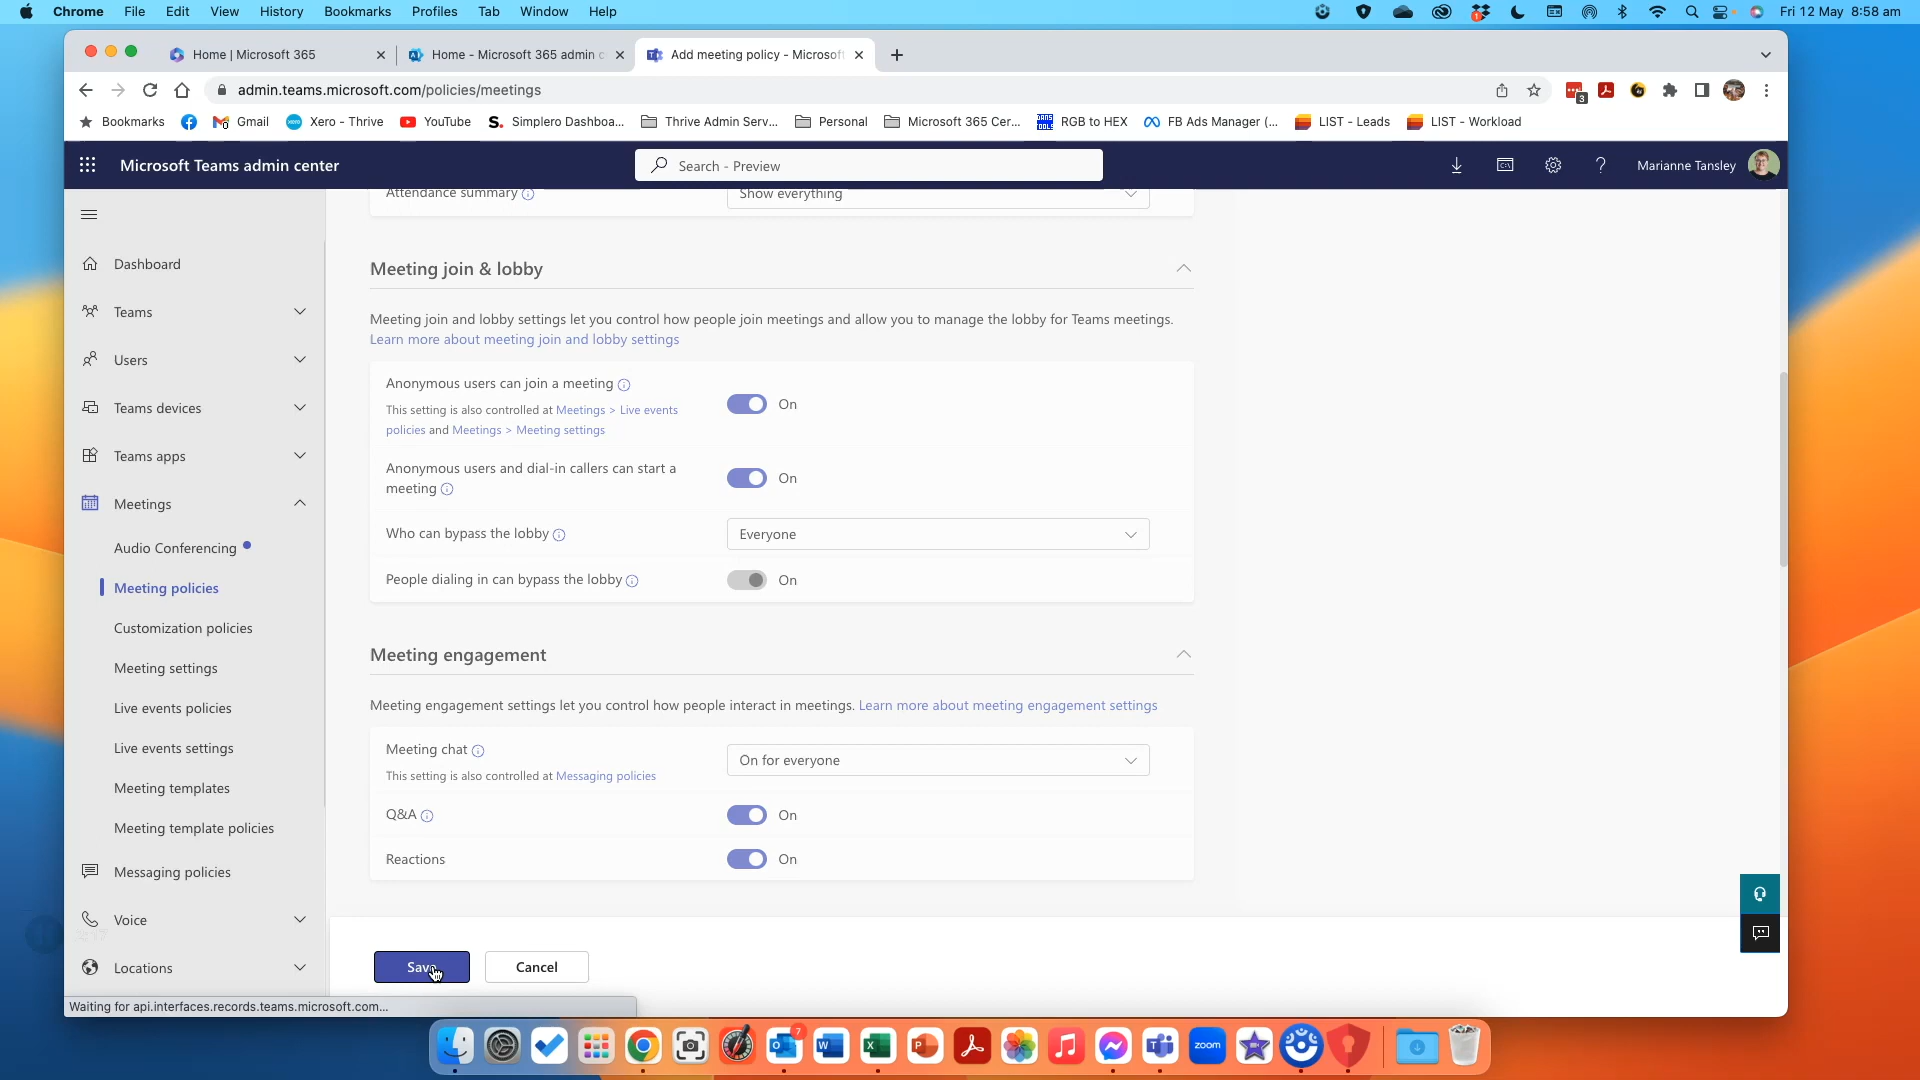 Chrome File Edit View History Bookmarks Profiles Tab Window Help Fri 12 May 8:58 am
Home | Microsoft 365 Home - Microsoft 365 admin c Add meeting policy - Microsoft
admin.teams.microsoft.com/policies/meetings
3
Bookmarks Gmail Xero - Thrive YouTube S. Simplero Dashboa... Thrive Admin Serv... Personal Microsoft 365 Cer... RGB to HEX FB Ads Manager (... LIST - Leads LIST - Workload
Microsoft Teams admin center Search - Preview Marianne Tansley
Attendance summary Show everything
Dashboard
Teams
Users
Teams devices
Teams apps
Meetings
Audio Conferencing
Meeting policies
Customization policies
Meeting settings
Live events policies
Live events settings
Meeting templates
Meeting template policies
Messaging policies
Voice
Locations
Meeting join & lobby
Meeting join and lobby settings let you control how people join meetings and allow you to manage the lobby for Teams meetings.
Learn more about meeting join and lobby settings
Anonymous users can join a meeting On
This setting is also controlled at Meetings > Live events
policies and Meetings > Meeting settings
Anonymous users and dial-in callers can start a
meeting On
Who can bypass the lobby Everyone
People dialing in can bypass the lobby On
Meeting engagement
Meeting engagement settings let you control how people interact in meetings. Learn more about meeting engagement settings
Meeting chat On for everyone
This setting is also controlled at Messaging policies
Q&A On
Reactions On
Save Cancel
Waiting for api.interfaces.records.teams.microsoft.com...
7
zoom